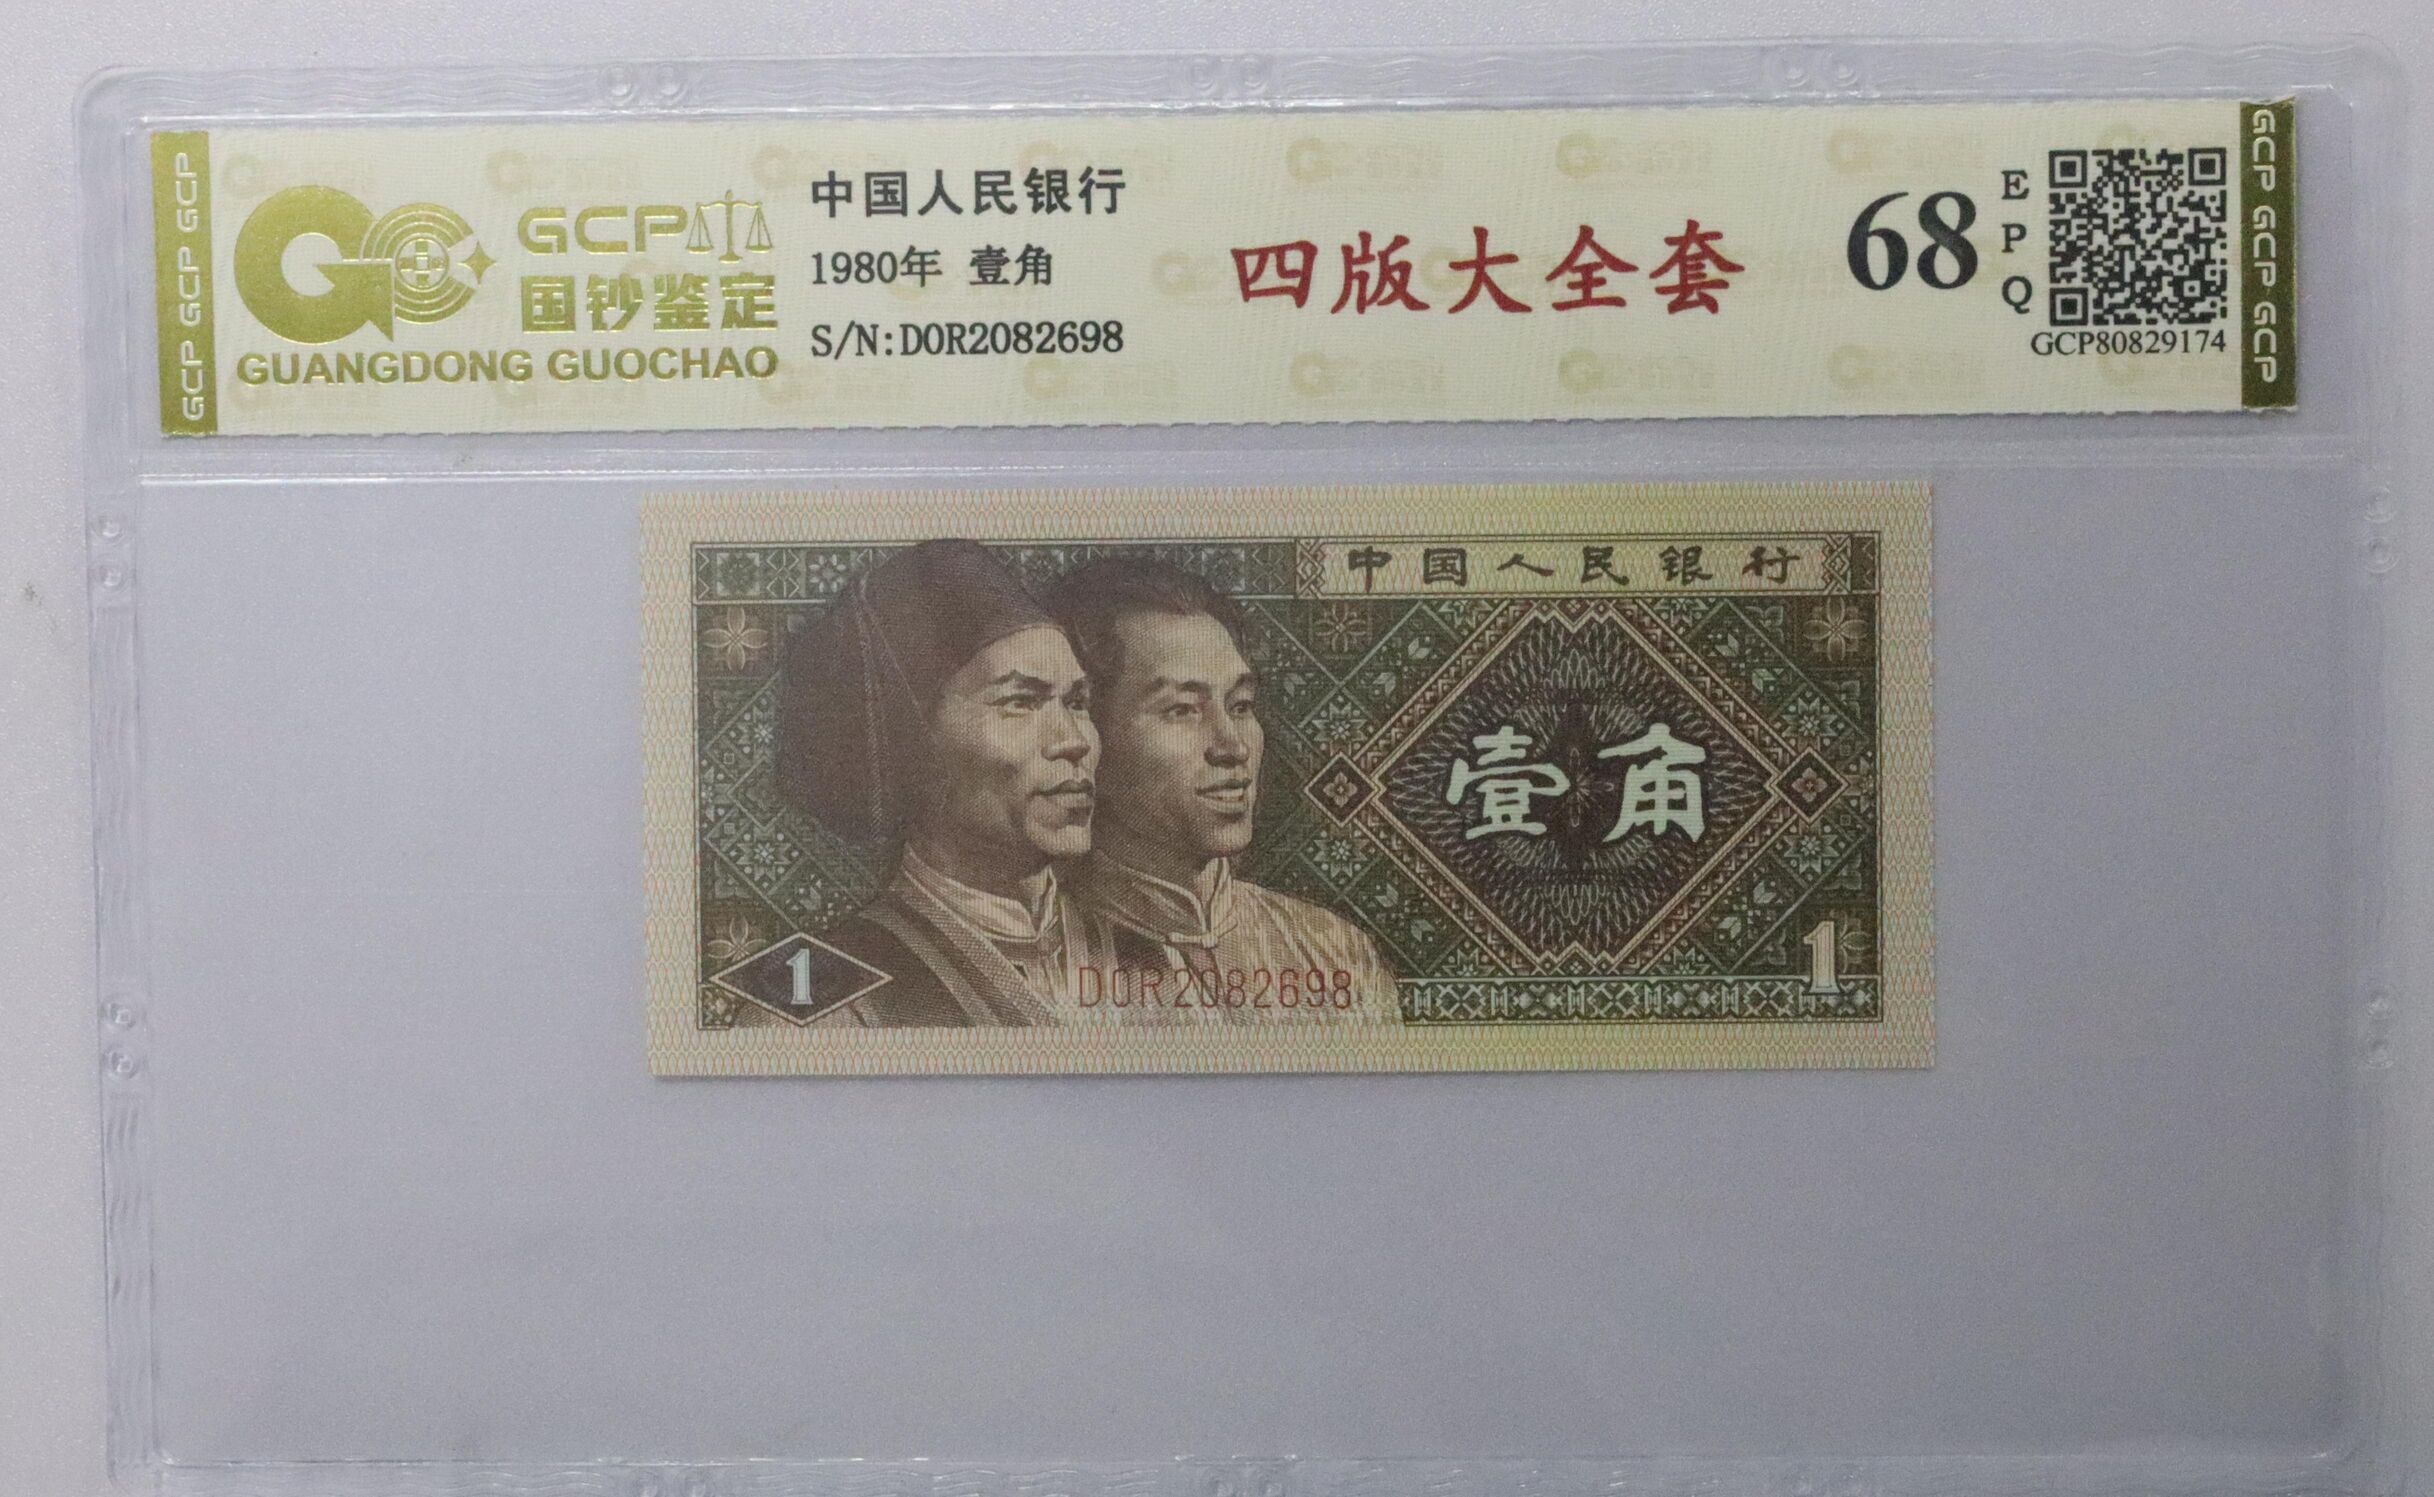 GCP GCP GCP
GCP
国钞鉴定
GUANGDONG GUOCHAO
中国人民银行
1980年 壹角
S/N:D0R2082698
四版大全套
68
EPQ
GCP80829174
GCP GCP GCP
中国人民银行
壹角
1
D0R2082698
1